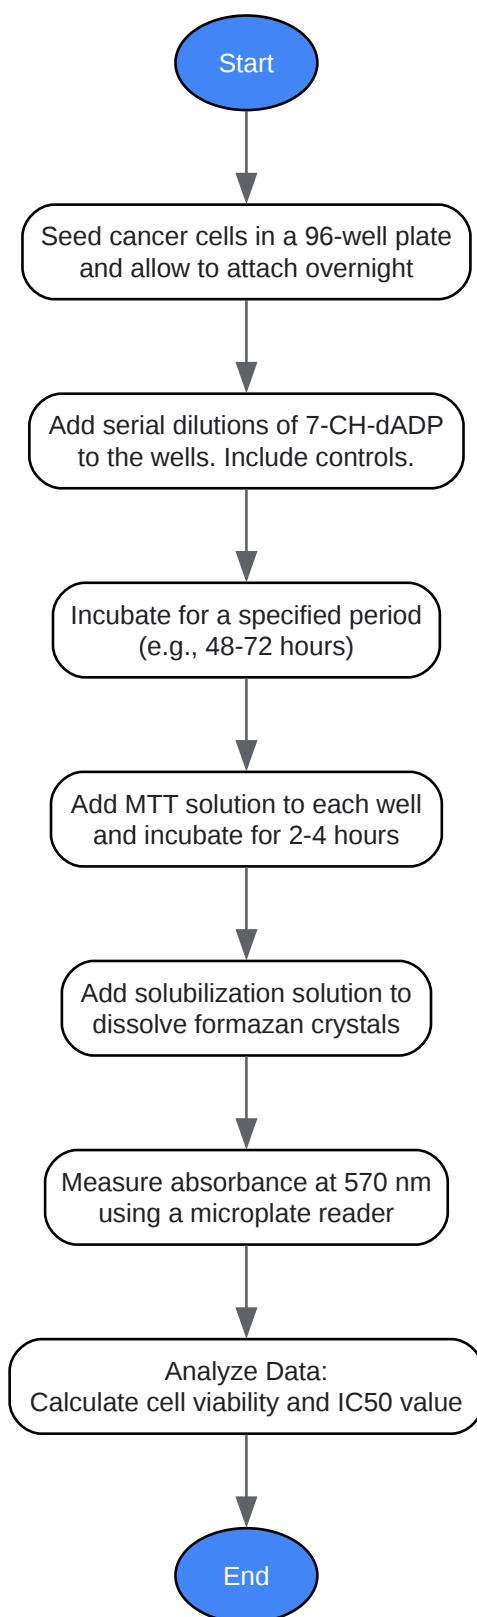 Start
Seed cancer cells in a 96-well plate
and allow to attach overnight
Add serial dilutions of 7-CH-dADP
to the wells. Include controls.
Incubate for a specified period
(e.g., 48-72 hours)
Add MTT solution to each well
and incubate for 2-4 hours
Add solubilization solution to
dissolve formazan crystals
Measure absorbance at 570 nm
using a microplate reader
Analyze Data:
Calculate cell viability and IC50 value
End